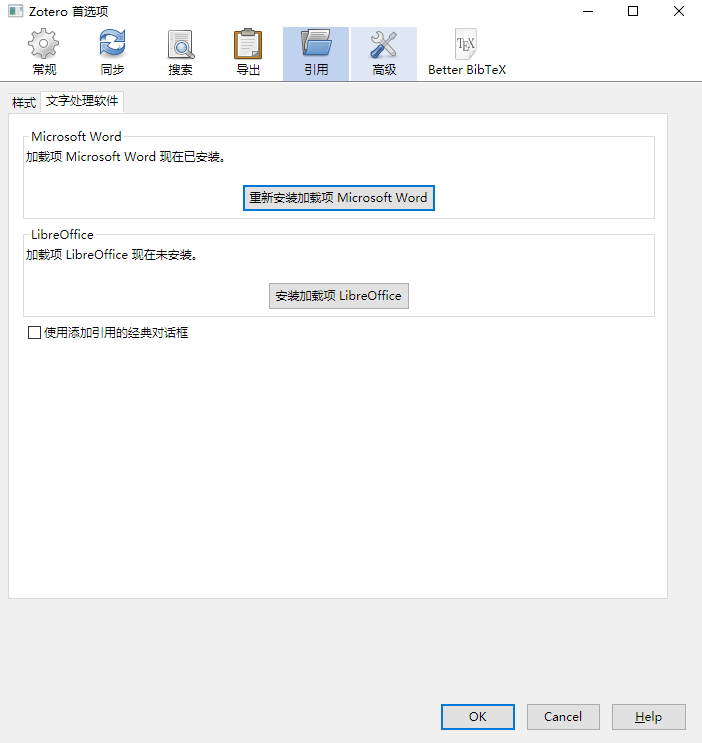 Zotero 首选项
常规 同步 搜索 导出 引用 高级 Better BibTeX
样式 文字处理软件
Microsoft Word
加载项 Microsoft Word 现在已安装。
重新安装加载项 Microsoft Word
LibreOffice
加载项 LibreOffice 现在未安装。
安装加载项 LibreOffice
使用添加引用的经典对话框
OK Cancel Help